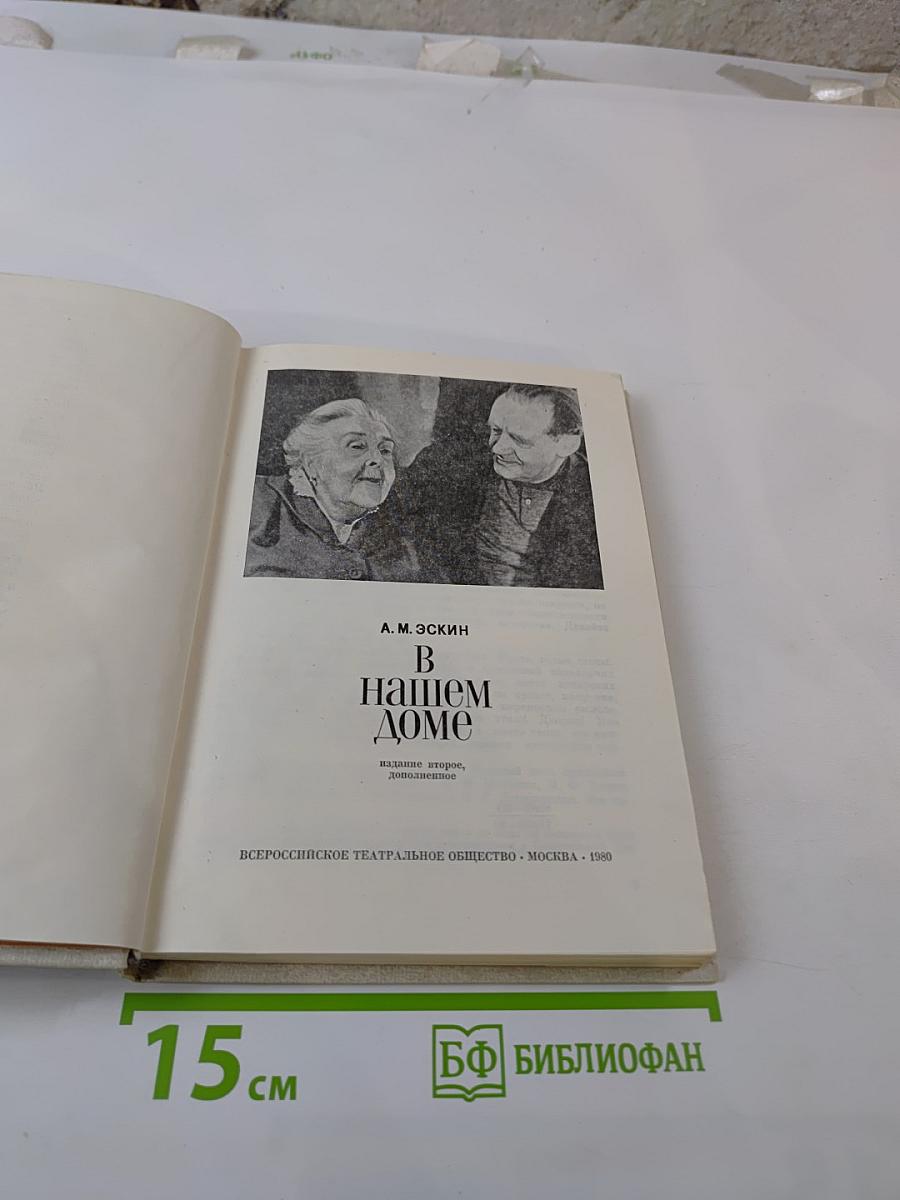 А. М. ЭСКИН
В
НАШЕМ
ДОМЕ
издание второе,
дополненное
ВСЕРОССИЙСКОЕ ТЕАТРАЛЬНОЕ ОБЩЕСТВО • МОСКВА • 1980
15 см
БФ БИБЛИОФАН